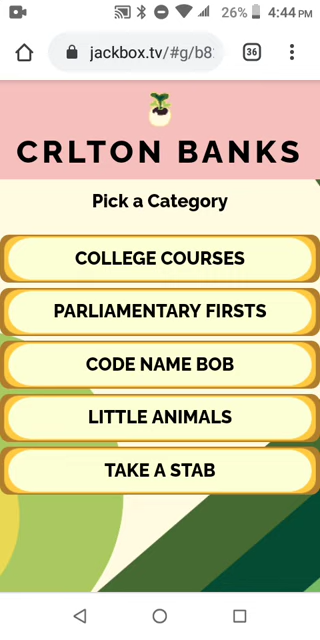 26% 4:44 PM
jackbox.tv/#g/b8
36
CRLTON BANKS
Pick a Category
COLLEGE COURSES
PARLIAMENTARY FIRSTS
CODE NAME BOB
LITTLE ANIMALS
TAKE A STAB